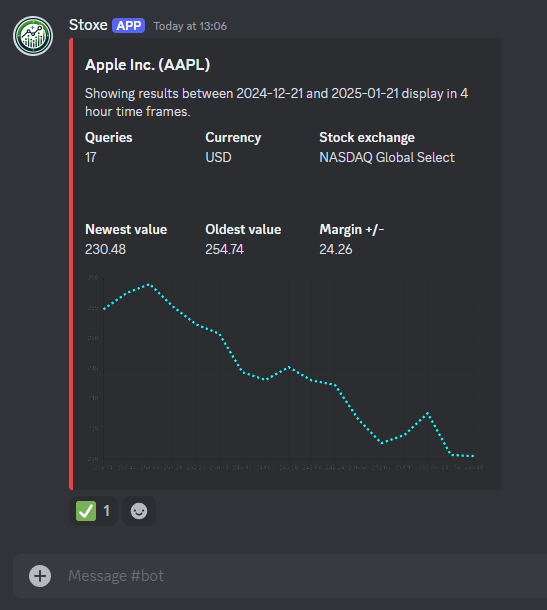 Stoxe APP Today at 13:06
Apple Inc. (AAPL)
Showing results between 2024-12-21 and 2025-01-21 display in 4
hour time frames.
Queries Currency Stock exchange
17 USD NASDAQ Global Select
Newest value Oldest value Margin +/-
230.48 254.74 24.26
1
Message #bot